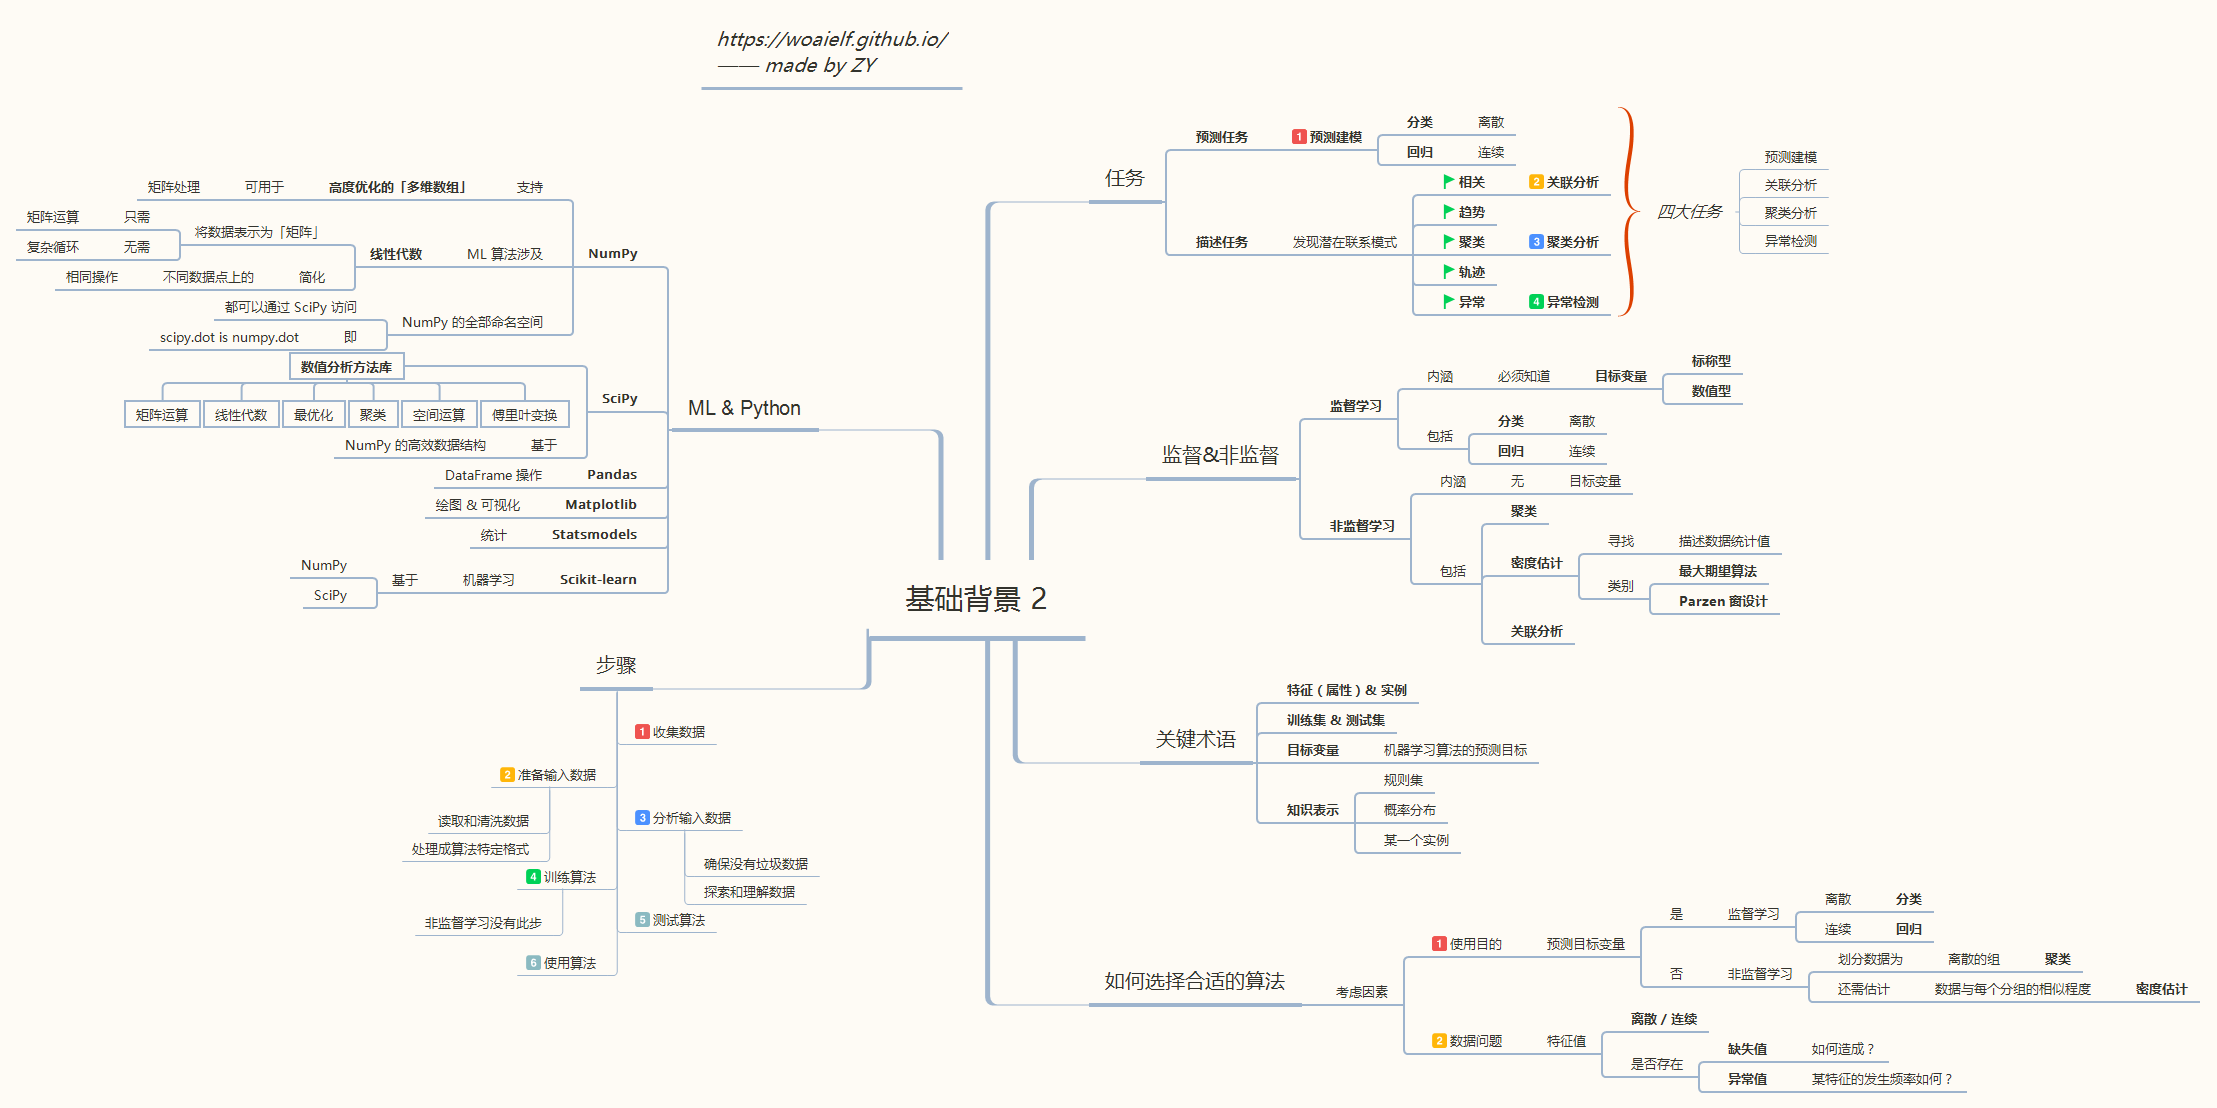 https://woaielf.github.io/
—— made by ZY
基础背景 2
任务
预测任务
1 预测建模
分类 离散
回归 连续
描述任务
发现潜在联系模式
相关 2 关联分析
趋势
聚类 3 聚类分析
轨迹
异常 4 异常检测
四大任务
预测建模
关联分析
聚类分析
异常检测
监督&非监督
监督学习
内涵 必须知道 目标变量
标称型
数值型
包括
分类 离散
回归 连续
非监督学习
内涵 无 目标变量
包括
聚类
密度估计
寻找 描述数据统计值
类别
最大期望算法
Parzen 窗设计
关联分析
关键术语
特征（属性）& 实例
训练集 & 测试集
目标变量 机器学习算法的预测目标
知识表示
规则集
概率分布
某一个实例
如何选择合适的算法
考虑因素
1 使用目的 预测目标变量
是 监督学习
离散 分类
连续 回归
否 非监督学习
划分数据为 离散的组 聚类
还需估计 数据与每个分组的相似程度 密度估计
2 数据问题 特征值
离散 / 连续
是否存在
缺失值 如何造成？
异常值 某特征的发生频率如何？
ML & Python
NumPy
矩阵处理 可用于 高度优化的「多维数组」 支持
线性代数 ML 算法涉及
将数据表示为「矩阵」
矩阵运算 只需
复杂循环 无需
相同操作 不同数据点上的 简化
NumPy 的全部命名空间
都可以通过 SciPy 访问
scipy.dot is numpy.dot 即
SciPy
数值分析方法库
矩阵运算 线性代数 最优化 聚类 空间运算 傅里叶变换
NumPy 的高效数据结构 基于
DataFrame 操作 Pandas
绘图 & 可视化 Matplotlib
统计 Statsmodels
基于 机器学习 Scikit-learn
NumPy
SciPy
步骤
1 收集数据
2 准备输入数据
读取和清洗数据
处理成算法特定格式
3 分析输入数据
确保没有垃圾数据
探索和理解数据
4 训练算法
非监督学习没有此步
5 测试算法
6 使用算法